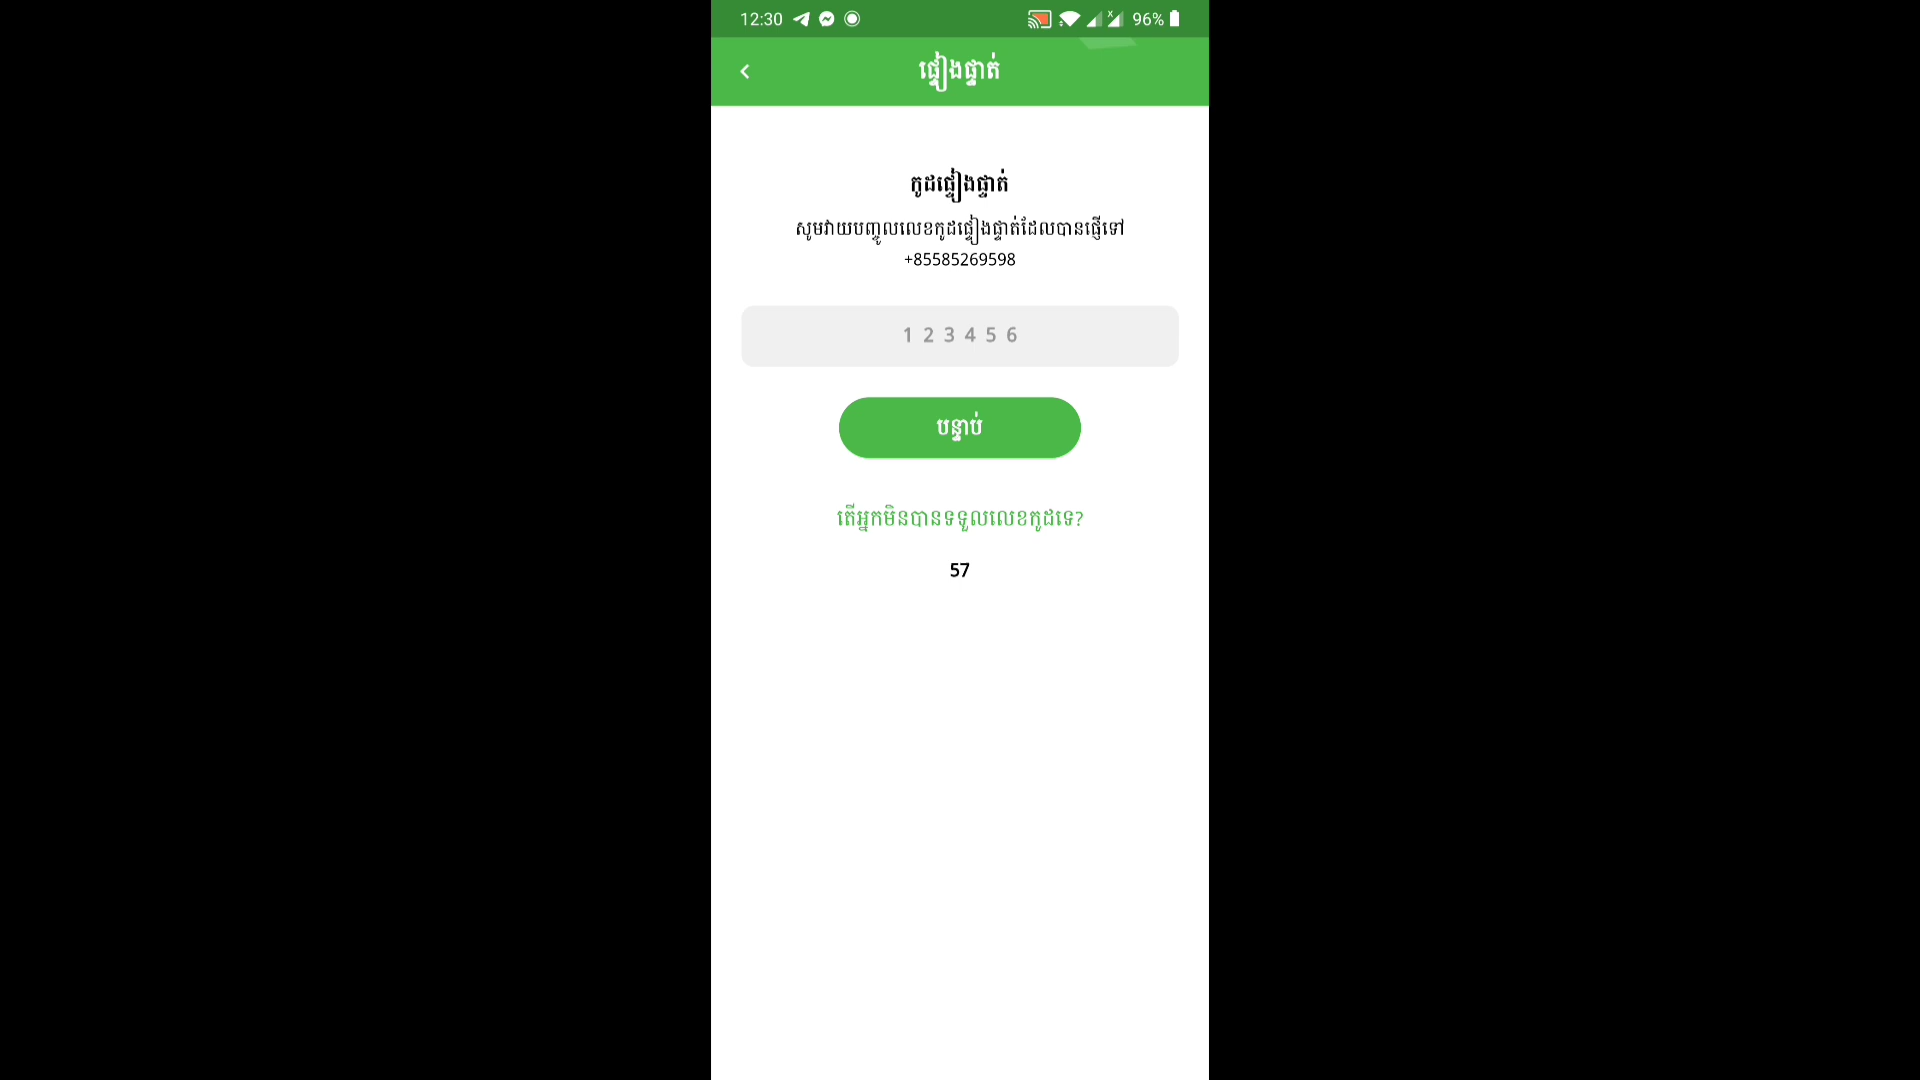 12:30 96%
ផ្ទៀងផ្ទាត់
កូដផ្ទៀងផ្ទាត់
សូមវាយបញ្ចូលលេខកូដផ្ទៀងផ្ទាត់ដែលបានផ្ញើទៅ
+85585269598
1 2 3 4 5 6
បន្ទាប់
តើអ្នកមិនបានទទួលលេខកូដទេ?
57